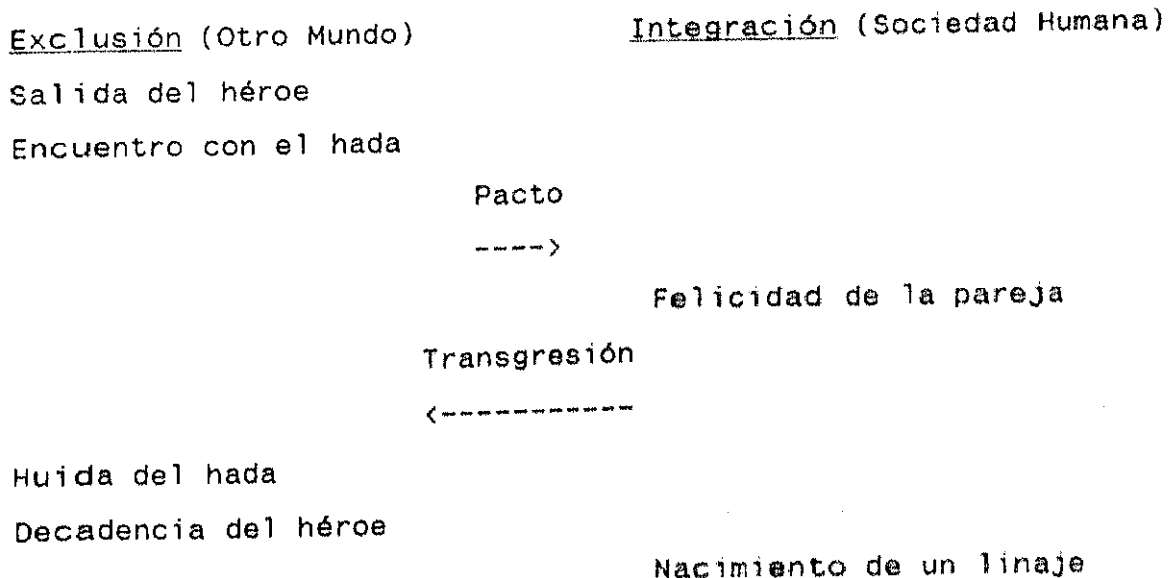 Exclusión (Otro Mundo) Integración (Sociedad Humana)
Salida del héroe
Encuentro con el hada
Pacto
---->
Felicidad de la pareja
Transgresión
<-----------
Huida del hada
Decadencia del héroe
Nacimiento de un linaje